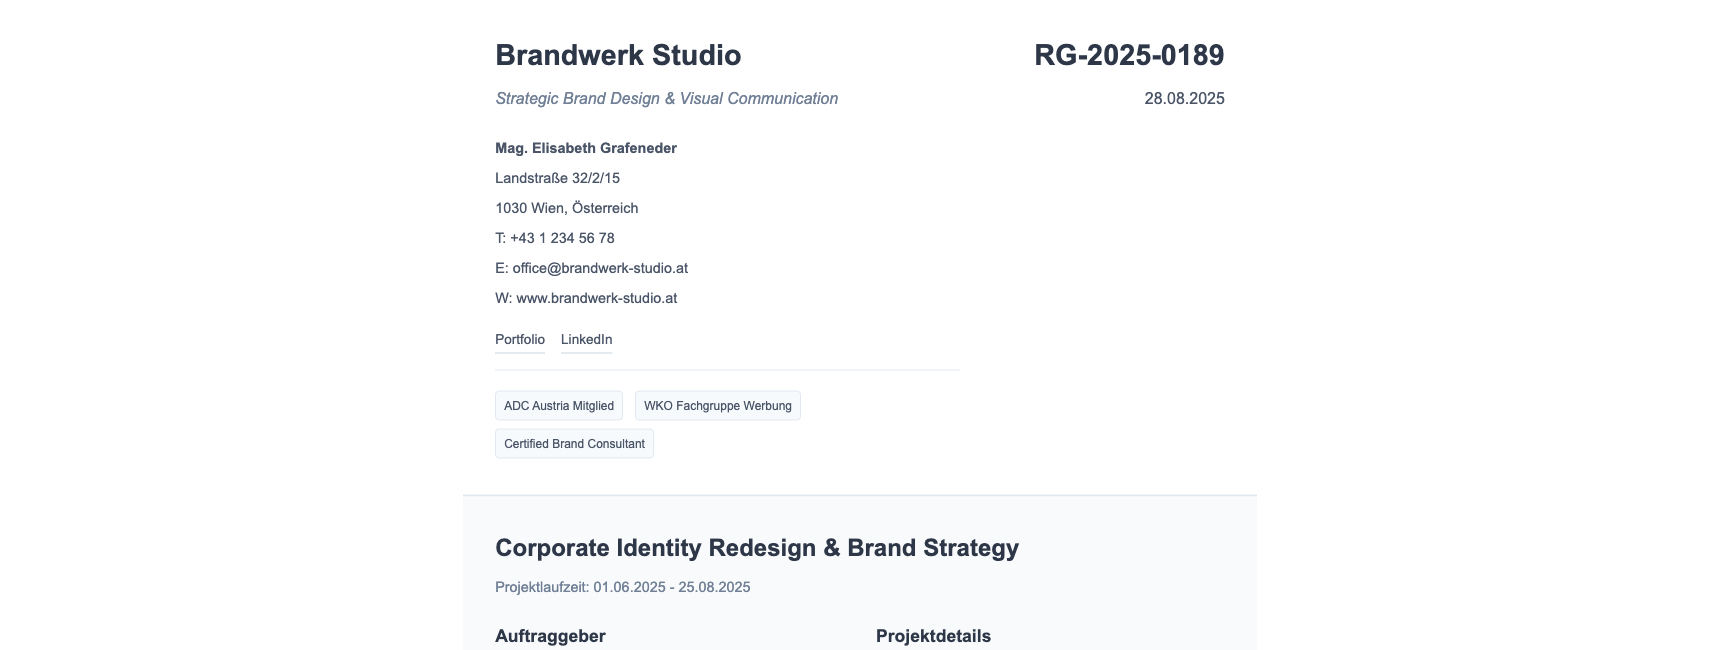 Brandwerk Studio
RG-2025-0189
Strategic Brand Design & Visual Communication
28.08.2025
Mag. Elisabeth Grafeneder
Landstraße 32/2/15
1030 Wien, Österreich
T: +43 1 234 56 78
E: office@brandwerk-studio.at
W: www.brandwerk-studio.at
Portfolio LinkedIn
ADC Austria Mitglied WKO Fachgruppe Werbung
Certified Brand Consultant
Corporate Identity Redesign & Brand Strategy
Projektlaufzeit: 01.06.2025 - 25.08.2025
Auftraggeber
Projektdetails